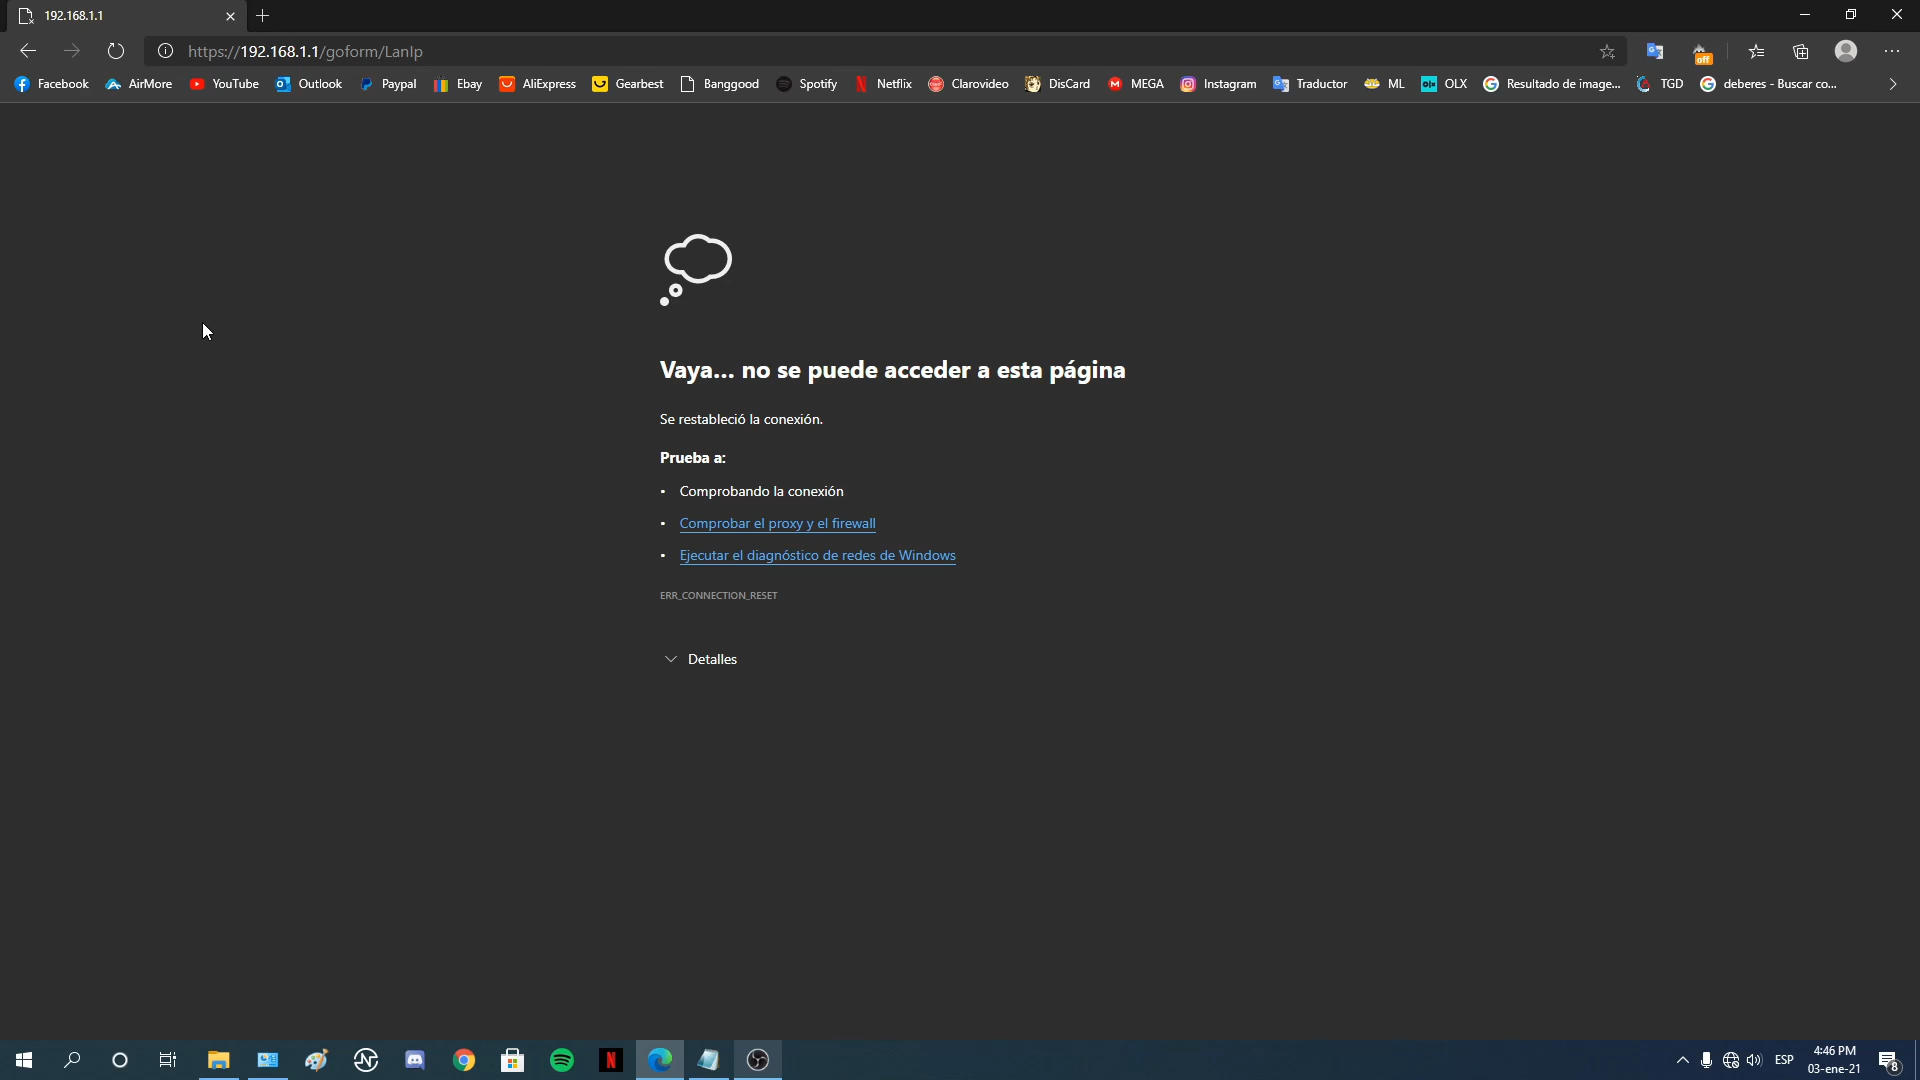 192.168.1.1
https://192.168.1.1/goform/LanIp
off
Facebook AirMore YouTube Outlook Paypal Ebay AliExpress Gearbest Banggood Spotify Netflix Clarovideo DisCard MEGA Instagram Traductor ML OLX Resultado de image... TGD deberes - Buscar co...
Vaya... no se puede acceder a esta página
Se restableció la conexión.
Prueba a:
• Comprobando la conexión
• Comprobar el proxy y el firewall
• Ejecutar el diagnóstico de redes de Windows
ERR_CONNECTION_RESET
Detalles
ESP
4:46 PM
03-ene-21
8